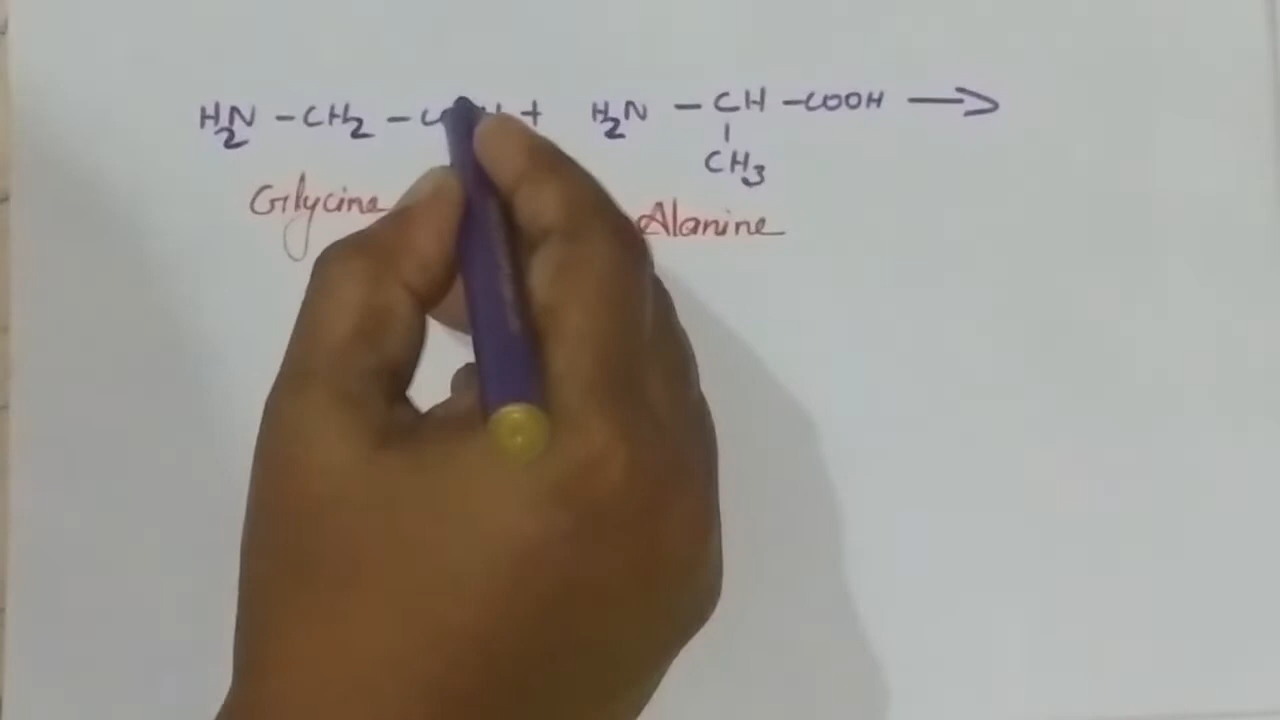 H2N - CH2 - C + H2N - CH - COOH →
CH3
Glycine Alanine